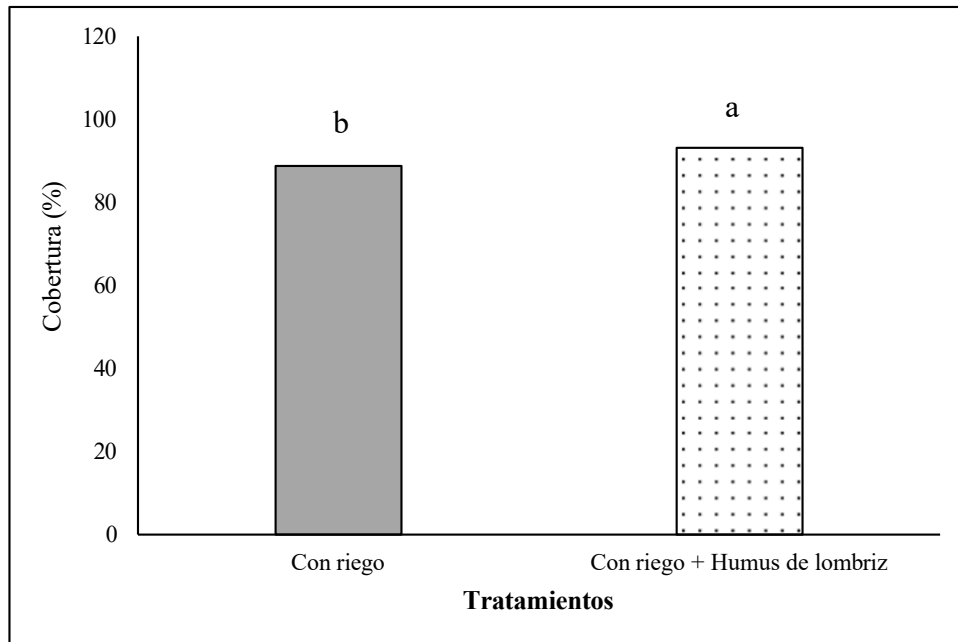 120
100
80
60
40
20
0
Cobertura (%)
b
a
Con riego
Con riego + Humus de lombriz
Tratamientos